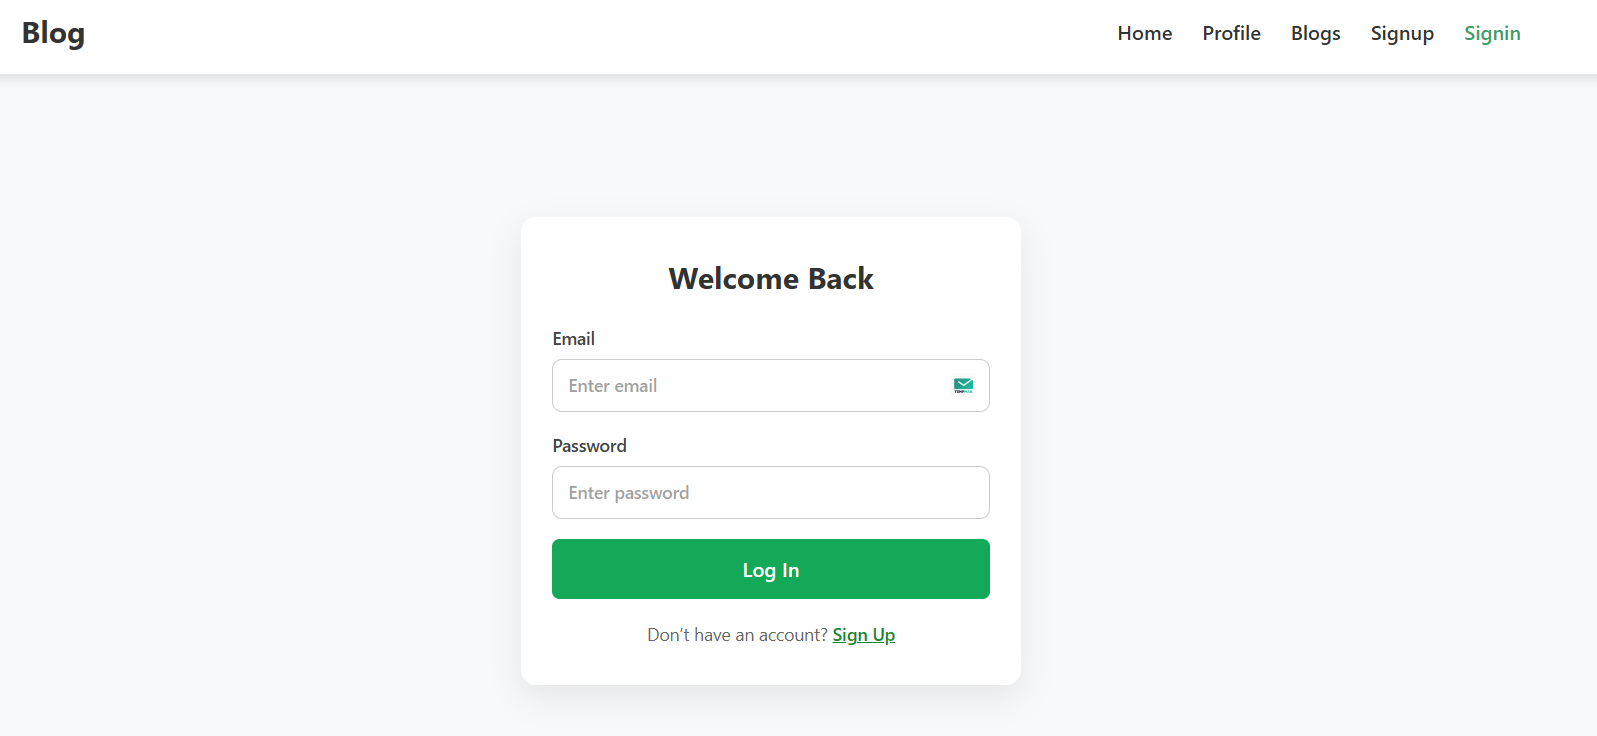 Blog
Home Profile Blogs Signup Signin
Welcome Back
Email
Enter email
Password
Enter password
Log In
Don’t have an account? Sign Up